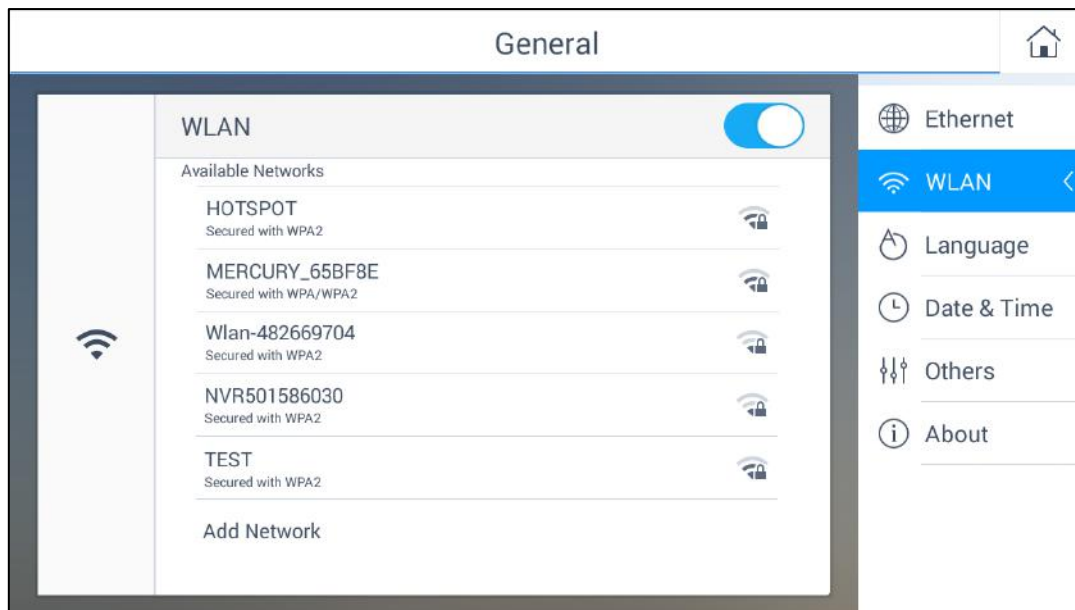 General
WLAN
Available Networks
HOTSPOT
Secured with WPA2
MERCURY_65BF8E
Secured with WPA/WPA2
Wlan-482669704
Secured with WPA2
NVR501586030
Secured with WPA2
TEST
Secured with WPA2
Add Network
Ethernet
WLAN
Language
Date & Time
Others
About